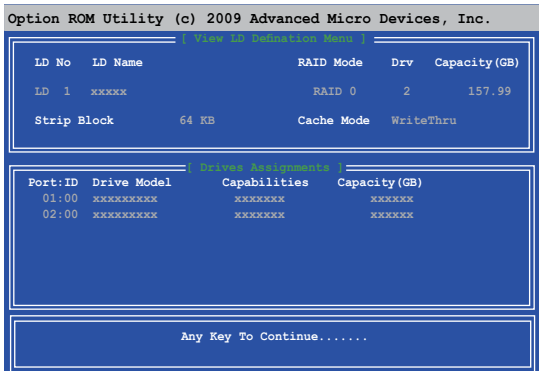 Option ROM Utility (c) 2009 Advanced Micro Devices, Inc.
[ View LD Defination Menu ]
LD No LD Name RAID Mode Drv Capacity(GB)
LD 1 xxxxx RAID 0 2 157.99
Strip Block 64 KB Cache Mode WriteThru
[ Drives Assignments ]
Port:ID Drive Model Capabilities Capacity(GB)
01:00 xxxxxxxxx xxxxxxx xxxxxx
02:00 xxxxxxxxx xxxxxxx xxxxxx
Any Key To Continue.......